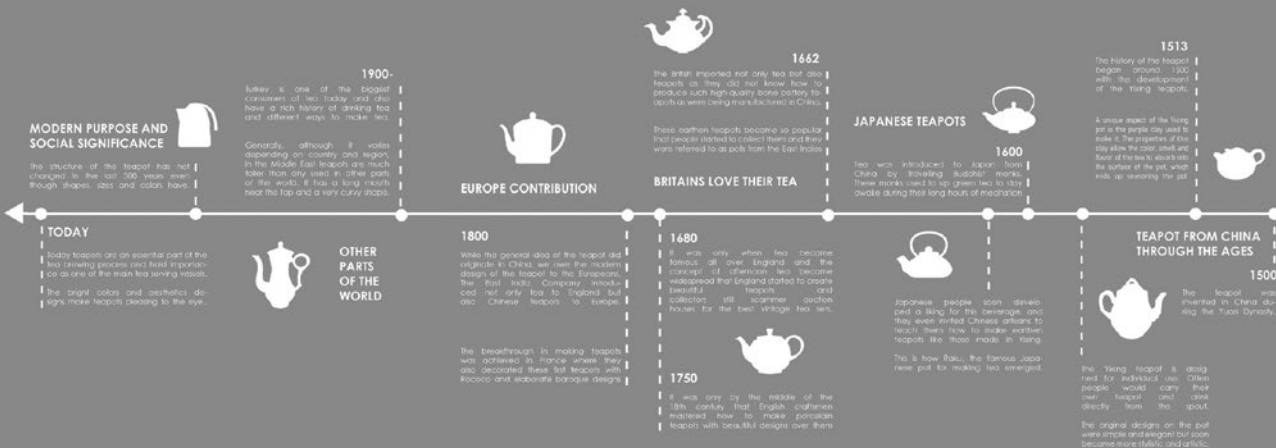 MODERN PURPOSE AND
SOCIAL SIGNIFICANCE
The structure of the teapot has not
changed in the last 500 years even
though shapes, sizes and colors have.
TODAY
Today teapots are an essential part of the
tea brewing process and hold importan-
ce as one of the main tea serving vessels.
The bright colors and aesthetics de-
signs make teapots pleasing to the eye.
1900-
Turkey is one of the biggest
consumers of tea today and also
have a rich history of drinking tea
and different ways to make tea.
Generally, although it varies
depending on country and region,
in the Middle East teapots are much
taller than any used in other parts
of the world. It has a long mouth
near the top and a very curvy shape.
OTHER
PARTS
OF THE
WORLD
EUROPE CONTRIBUTION
1800
While the general idea of the teapot did
originate in China, we owe the modern
design of the teapot to the Europeans.
The East India Company introdu-
ced not only tea to England but
also Chinese teapots to Europe.
The breakthrough in making teapots
was achieved in France where they
also decorated these first teapots with
Rococo and elaborate baroque designs
1662
The British imported not only tea but also
teapots as they did not know how to
produce such high-quality bone pottery te-
apots as were being manufactured in China.
These earthen teapots became so popular
that people started to collect them and they
were referred to as pots from the East Indies
BRITAINS LOVE THEIR TEA
1680
It was only when tea became
famous all over England and the
concept of afternoon tea became
widespread that England started to create
beautiful teapots and
collectors still scammer auction
houses for the best vintage tea sets.
1750
It was only by the middle of the
18th century that English craftsmen
mastered how to make porcelain
teapots with beautiful designs over them
JAPANESE TEAPOTS
1600
Tea was introduced to Japan from
China by travelling Buddhist monks.
These monks used to sip green tea to stay
awake during their long hours of meditation
Japanese people soon develo-
ped a liking for this beverage, and
they even invited Chinese artisans to
teach them how to make earthen
teapots like those made in Yixing.
This is how Raku, the famous Japa-
nese pot for making tea emerged.
1513
The history of the teapot
began around 1500
with the development
of the Yixing teapots.
A unique aspect of the Yixing
pot is the purple clay used to
make it. The properties of this
clay allow the color, smell and
flavor of the tea to absorb into
the surface of the pot, which
ends up seasoning the pot
TEAPOT FROM CHINA
THROUGH THE AGES
1500
The teapot was
invented in China du-
ring the Yuan Dynasty.
The Yixing teapot is desig-
ned for individual use. Often
people would carry their
own teapot and drink
directly from the spout.
The original designs on the pot
were simple and elegant but soon
became more stylistic and artistic.